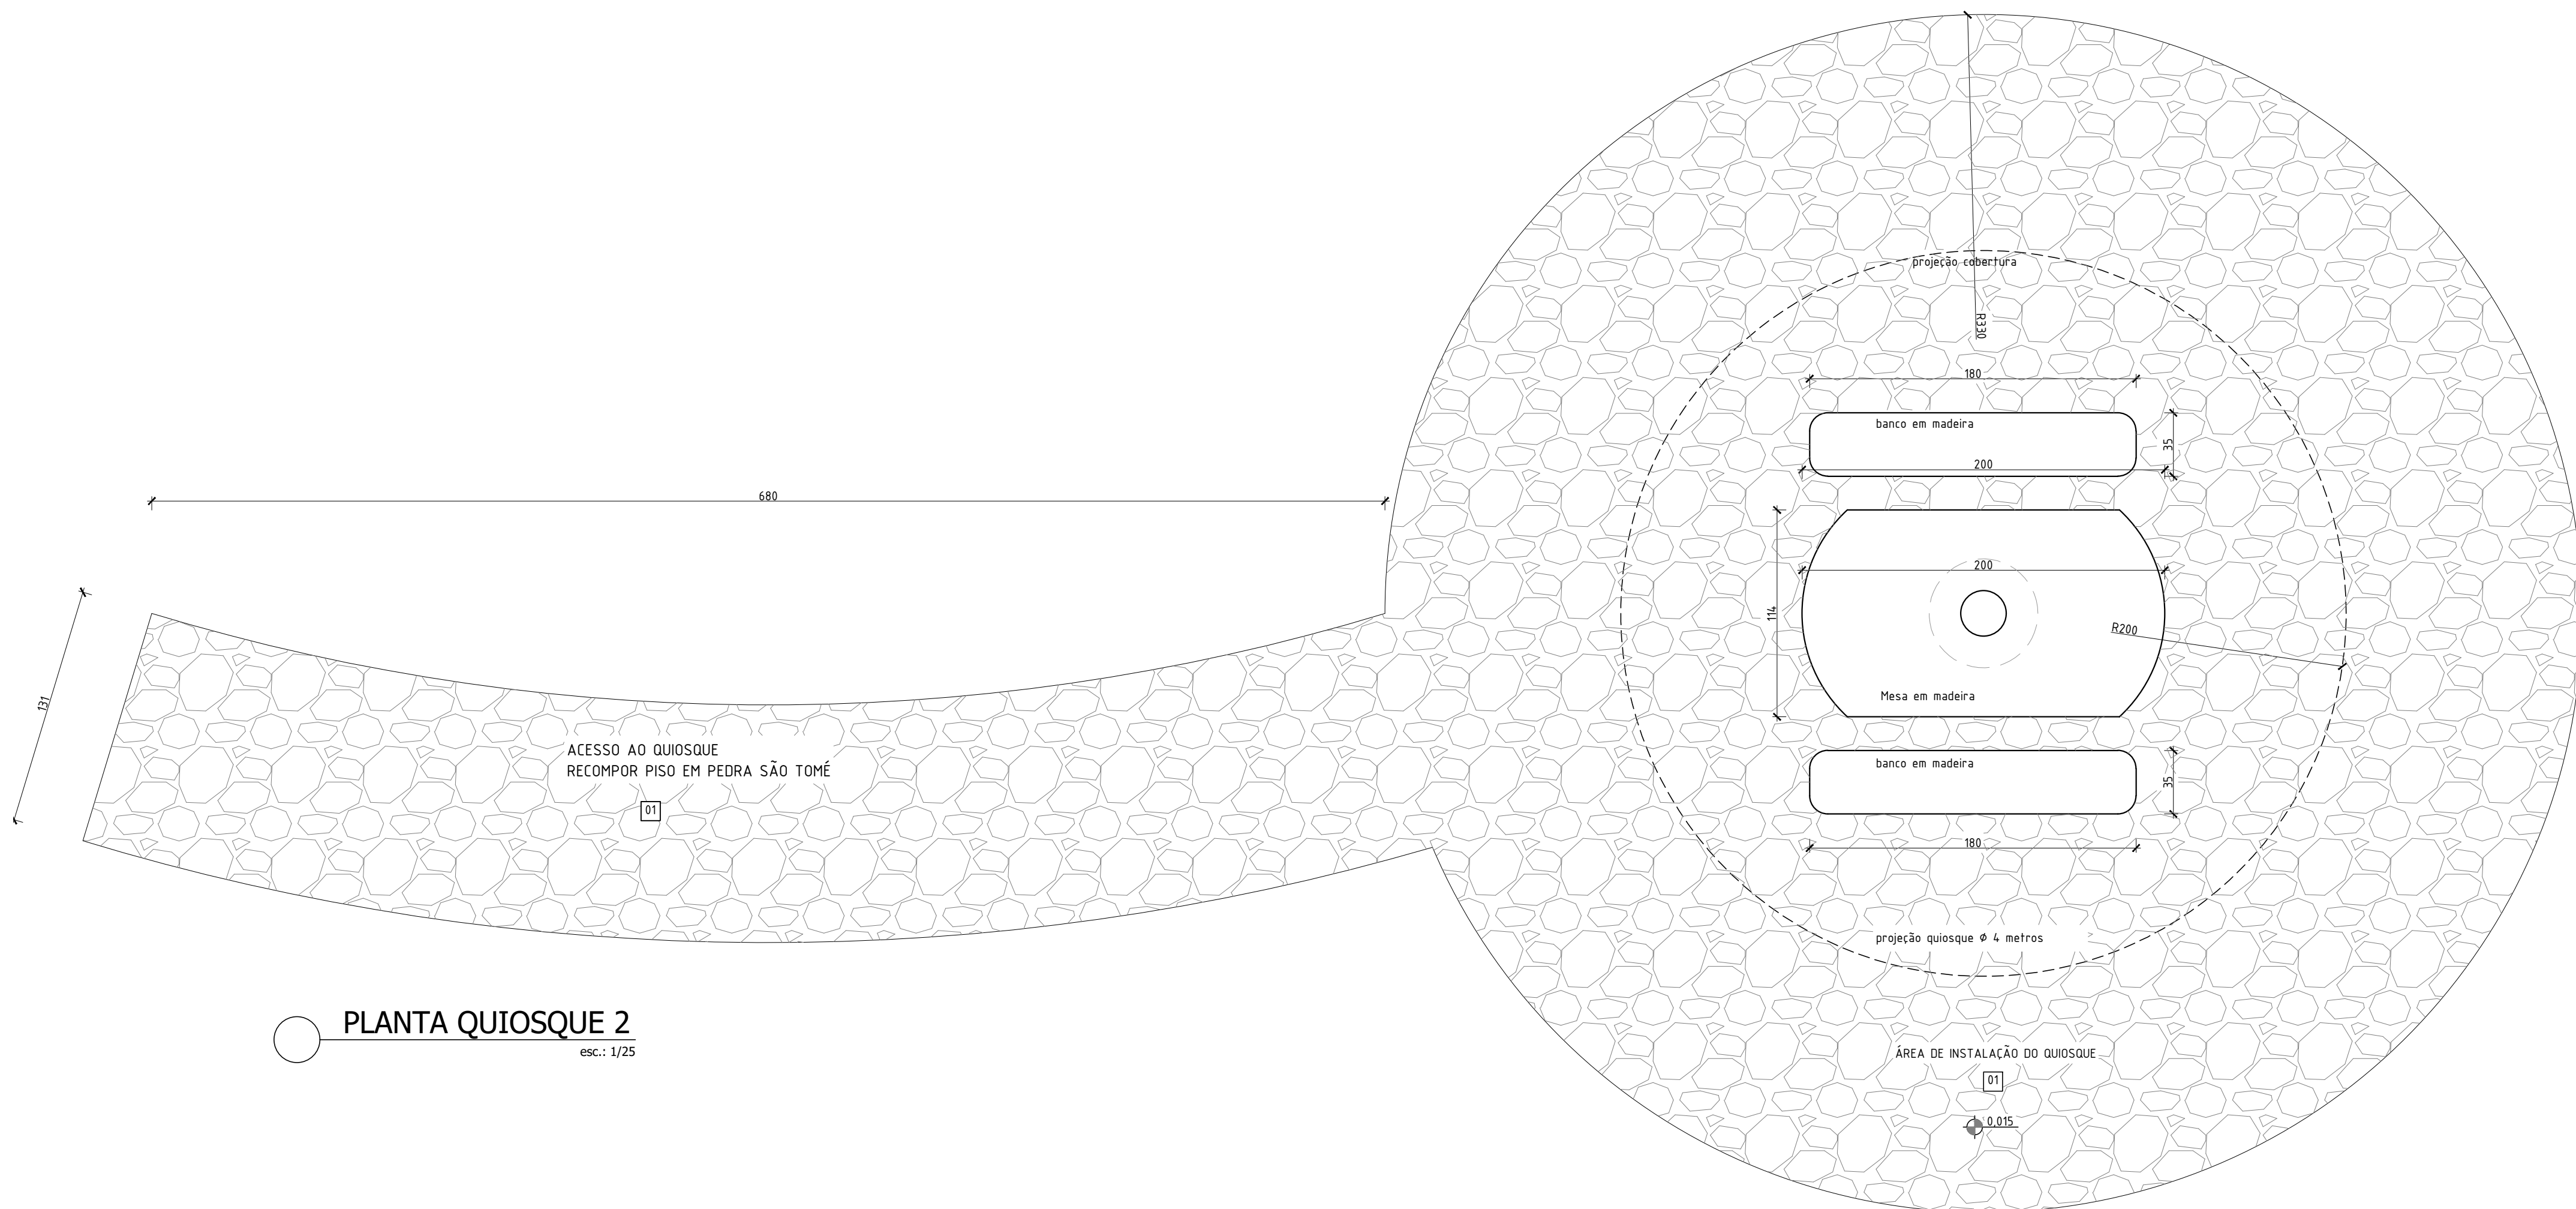 R330
projeção cobertura
180
banco em madeira
35
200
680
114
200
R200
131
Mesa em madeira
ACESSO AO QUIOSQUE
RECOMPOR PISO EM PEDRA SÃO TOMÉ
01
banco em madeira
35
180
projeção quiosque Ø 4 metros
PLANTA QUIOSQUE 2
esc.: 1/25
ÁREA DE INSTALAÇÃO DO QUIOSQUE
01
0,015